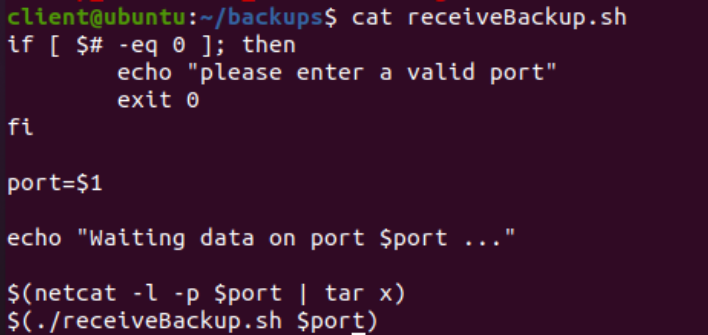 client@ubuntu:~/backups$ cat receiveBackup.sh
if [ $# -eq 0 ]; then
        echo "please enter a valid port"
        exit 0
fi

port=$1

echo "Waiting data on port $port ..."

$(netcat -l -p $port | tar x)
$(./receiveBackup.sh $port)